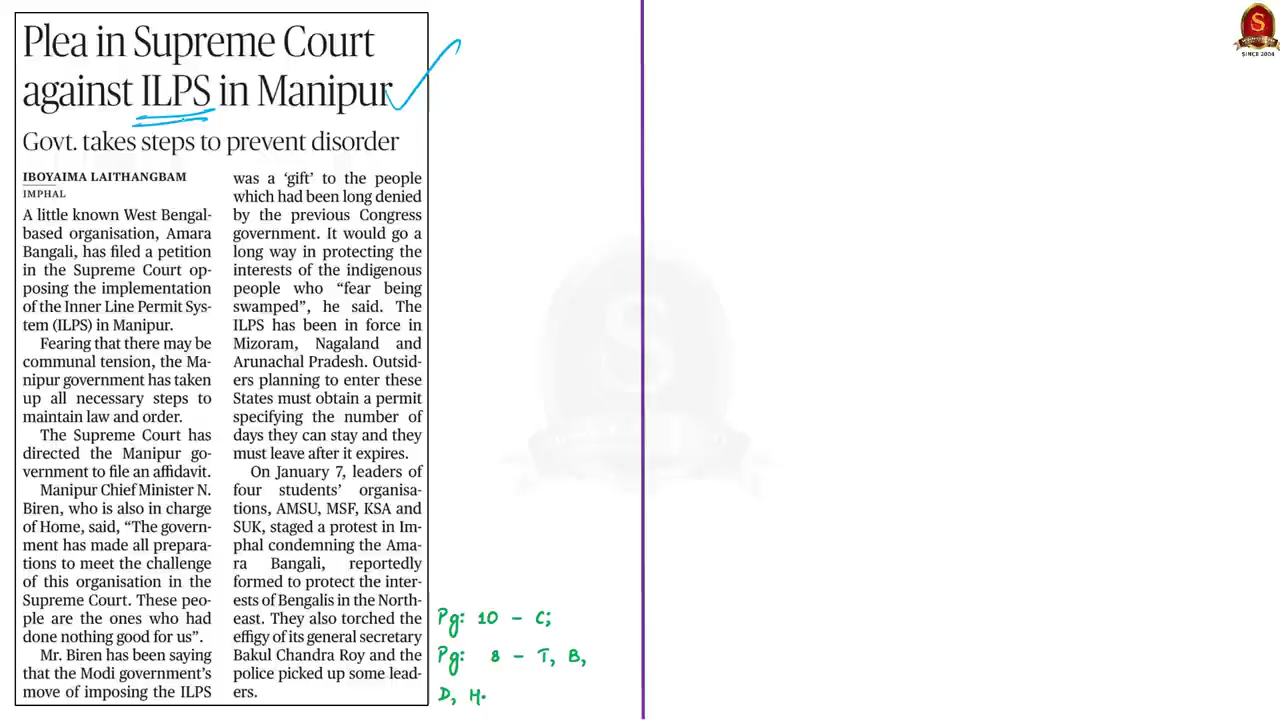 Plea in Supreme Court
against ILPS in Manipur
Govt. takes steps to prevent disorder
IBOYAIMA LAITHANGBAM
IMPHAL
A little known West Bengal-
based organisation, Amara
Bangali, has filed a petition
in the Supreme Court op-
posing the implementation
of the Inner Line Permit Sys-
tem (ILPS) in Manipur.
Fearing that there may be
communal tension, the Ma-
nipur government has taken
up all necessary steps to
maintain law and order.
The Supreme Court has
directed the Manipur go-
vernment to file an affidavit.
Manipur Chief Minister N.
Biren, who is also in charge
of Home, said, “The govern-
ment has made all prepara-
tions to meet the challenge
of this organisation in the
Supreme Court. These peo-
ple are the ones who had
done nothing good for us”.
Mr. Biren has been saying
that the Modi government’s
move of imposing the ILPS
was a ‘gift’ to the people
which had been long denied
by the previous Congress
government. It would go a
long way in protecting the
interests of the indigenous
people who “fear being
swamped”, he said. The
ILPS has been in force in
Mizoram, Nagaland and
Arunachal Pradesh. Outsid-
ers planning to enter these
States must obtain a permit
specifying the number of
days they can stay and they
must leave after it expires.
On January 7, leaders of
four students’ organisa-
tions, AMSU, MSF, KSA and
SUK, staged a protest in Im-
phal condemning the Ama-
ra Bangali, reportedly
formed to protect the inter-
ests of Bengalis in the North-
east. They also torched the
effigy of its general secretary
Bakul Chandra Roy and the
police picked up some lead-
ers.
Pg: 10 - C;
Pg: 8 - T, B,
D, H.
S
SINCE 2004